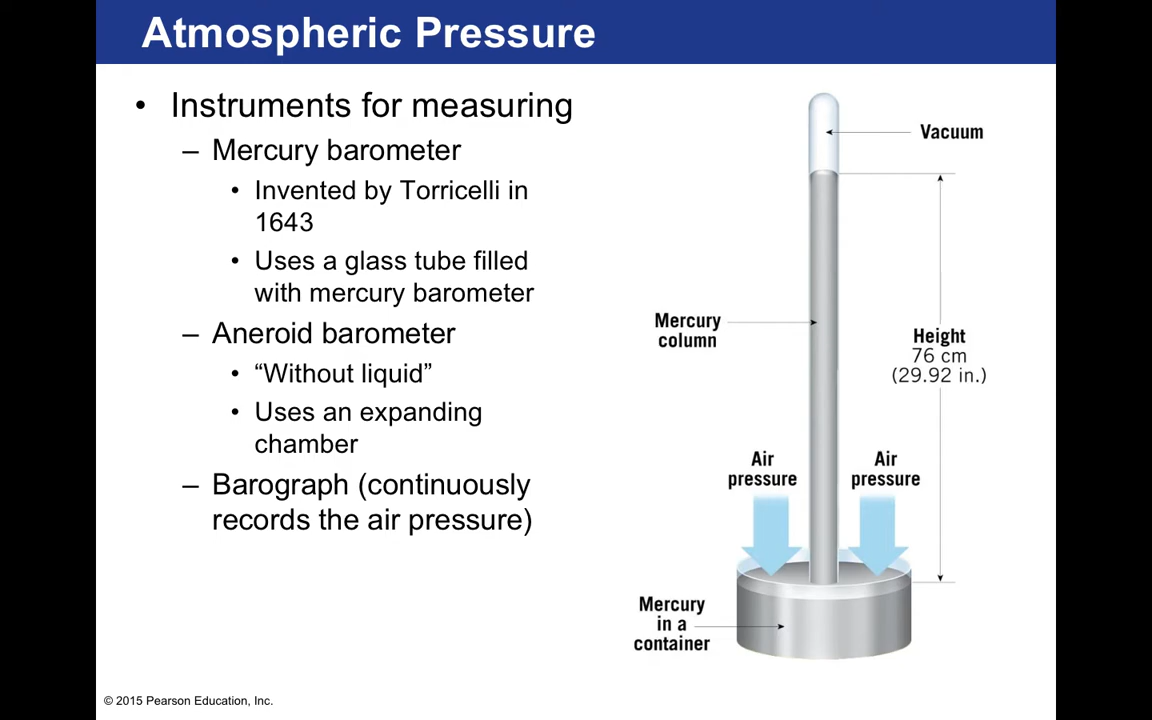 Atmospheric Pressure
• Instruments for measuring
– Mercury barometer
• Invented by Torricelli in
1643
• Uses a glass tube filled
with mercury barometer
– Aneroid barometer
• “Without liquid”
• Uses an expanding
chamber
– Barograph (continuously
records the air pressure)
Vacuum
Mercury
column
Height
76 cm
(29.92 in.)
Air
pressure
Air
pressure
Mercury
in a
container
© 2015 Pearson Education, Inc.